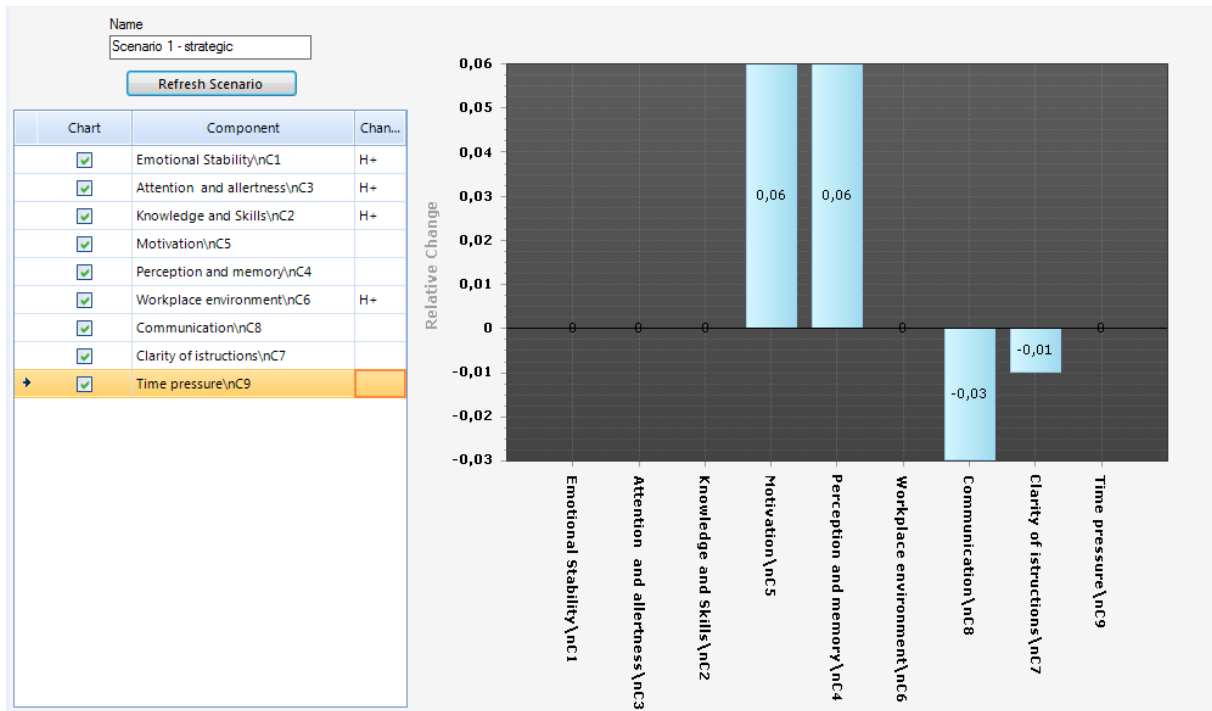 Name
Scenario 1 - strategic
Refresh Scenario
Chart Component Chan...
Emotional Stability\nC1 H+
Attention and allertness\nC3 H+
Knowledge and Skills\nC2 H+
Motivation\nC5
Perception and memory\nC4
Workplace environment\nC6 H+
Communication\nC8
Clarity of istructions\nC7
Time pressure\nC9
Relative Change
0,06
0,05
0,04
0,03
0,02
0,01
0
-0,01
-0,02
-0,03
0 0 0 0,06 0,06 0 -0,03 -0,01 0
Emotional Stability\nC1
Attention and allertness\nC3
Knowledge and Skills\nC2
Motivation\nC5
Perception and memory\nC4
Workplace environment\nC6
Communication\nC8
Clarity of istructions\nC7
Time pressure\nC9